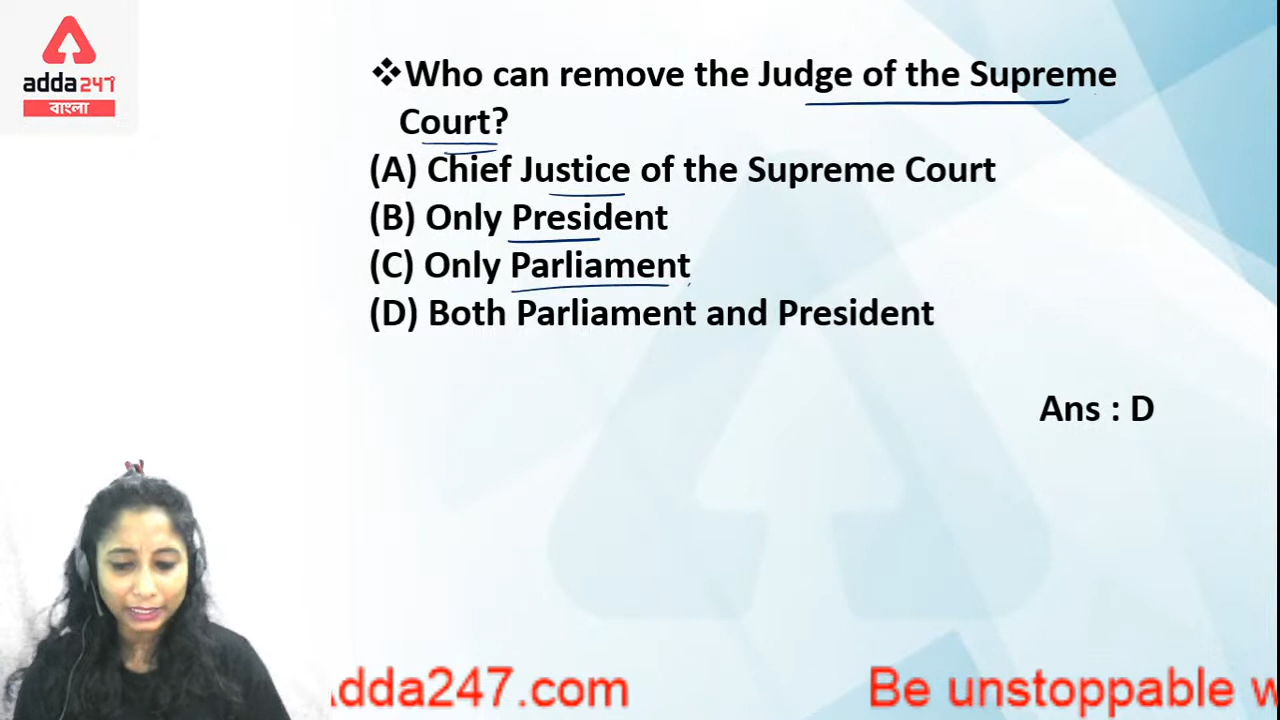 adda247
বাংলা
❖Who can remove the Judge of the Supreme
Court?
(A) Chief Justice of the Supreme Court
(B) Only President
(C) Only Parliament
(D) Both Parliament and President
Ans : D
adda247.com Be unstoppable w